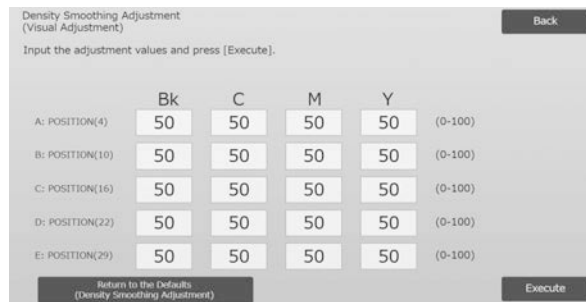 Density Smoothing Adjustment
(Visual Adjustment)
Back
Input the adjustment values and press [Execute].
Bk C M Y
A: POSITION(4) 50 50 50 50 (0-100)
B: POSITION(10) 50 50 50 50 (0-100)
C: POSITION(16) 50 50 50 50 (0-100)
D: POSITION(22) 50 50 50 50 (0-100)
E: POSITION(29) 50 50 50 50 (0-100)
Return to the Defaults
(Density Smoothing Adjustment)
Execute